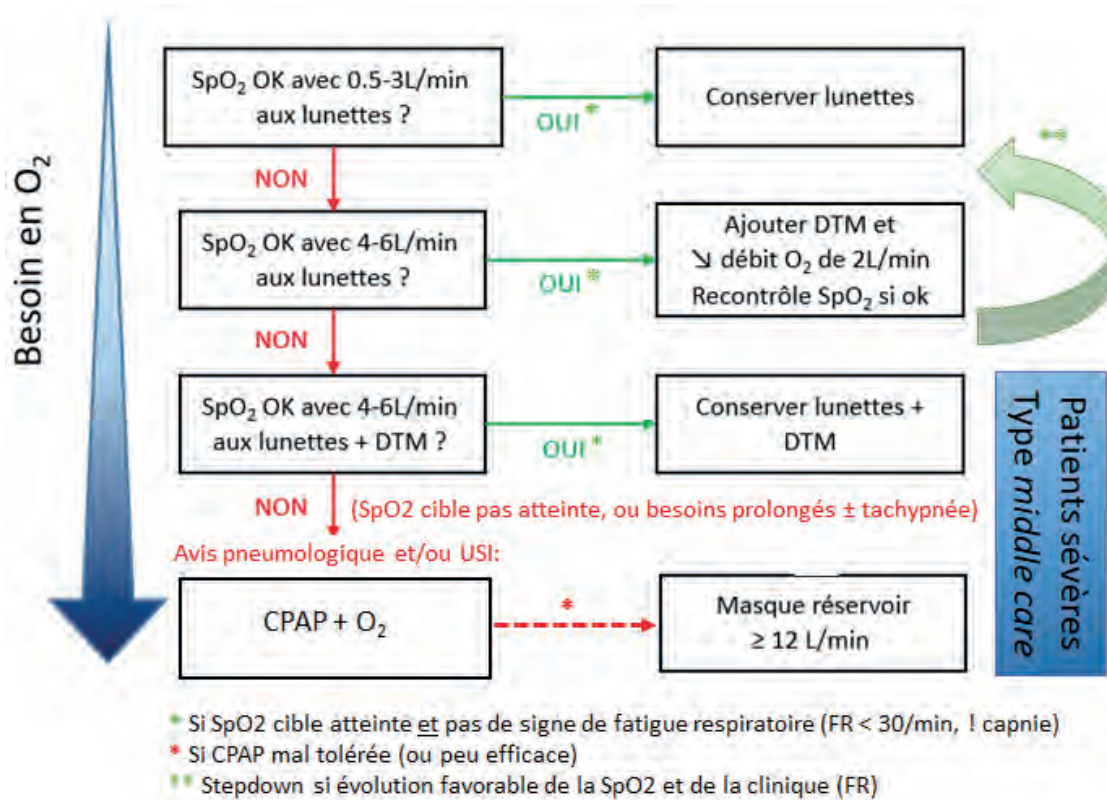 Besoin en O₂
SpO₂ OK avec 0.5-3L/min
aux lunettes ?
OUI *
Conserver lunettes
NON
**
SpO₂ OK avec 4-6L/min
aux lunettes ?
OUI *
Ajouter DTM et
↘ débit O₂ de 2L/min
Recontrôle SpO₂ si ok
NON
SpO₂ OK avec 4-6L/min
aux lunettes + DTM ?
OUI *
Conserver lunettes +
DTM
Patients sévères
Type middle care
NON
(SpO2 cible pas atteinte, ou besoins prolongés ± tachypnée)
Avis pneumologique et/ou USI:
CPAP + O₂
*
Masque réservoir
≥ 12 L/min
* Si SpO2 cible atteinte et pas de signe de fatigue respiratoire (FR < 30/min, ! capnie)
* Si CPAP mal tolérée (ou peu efficace)
** Stepdown si évolution favorable de la SpO2 et de la clinique (FR)